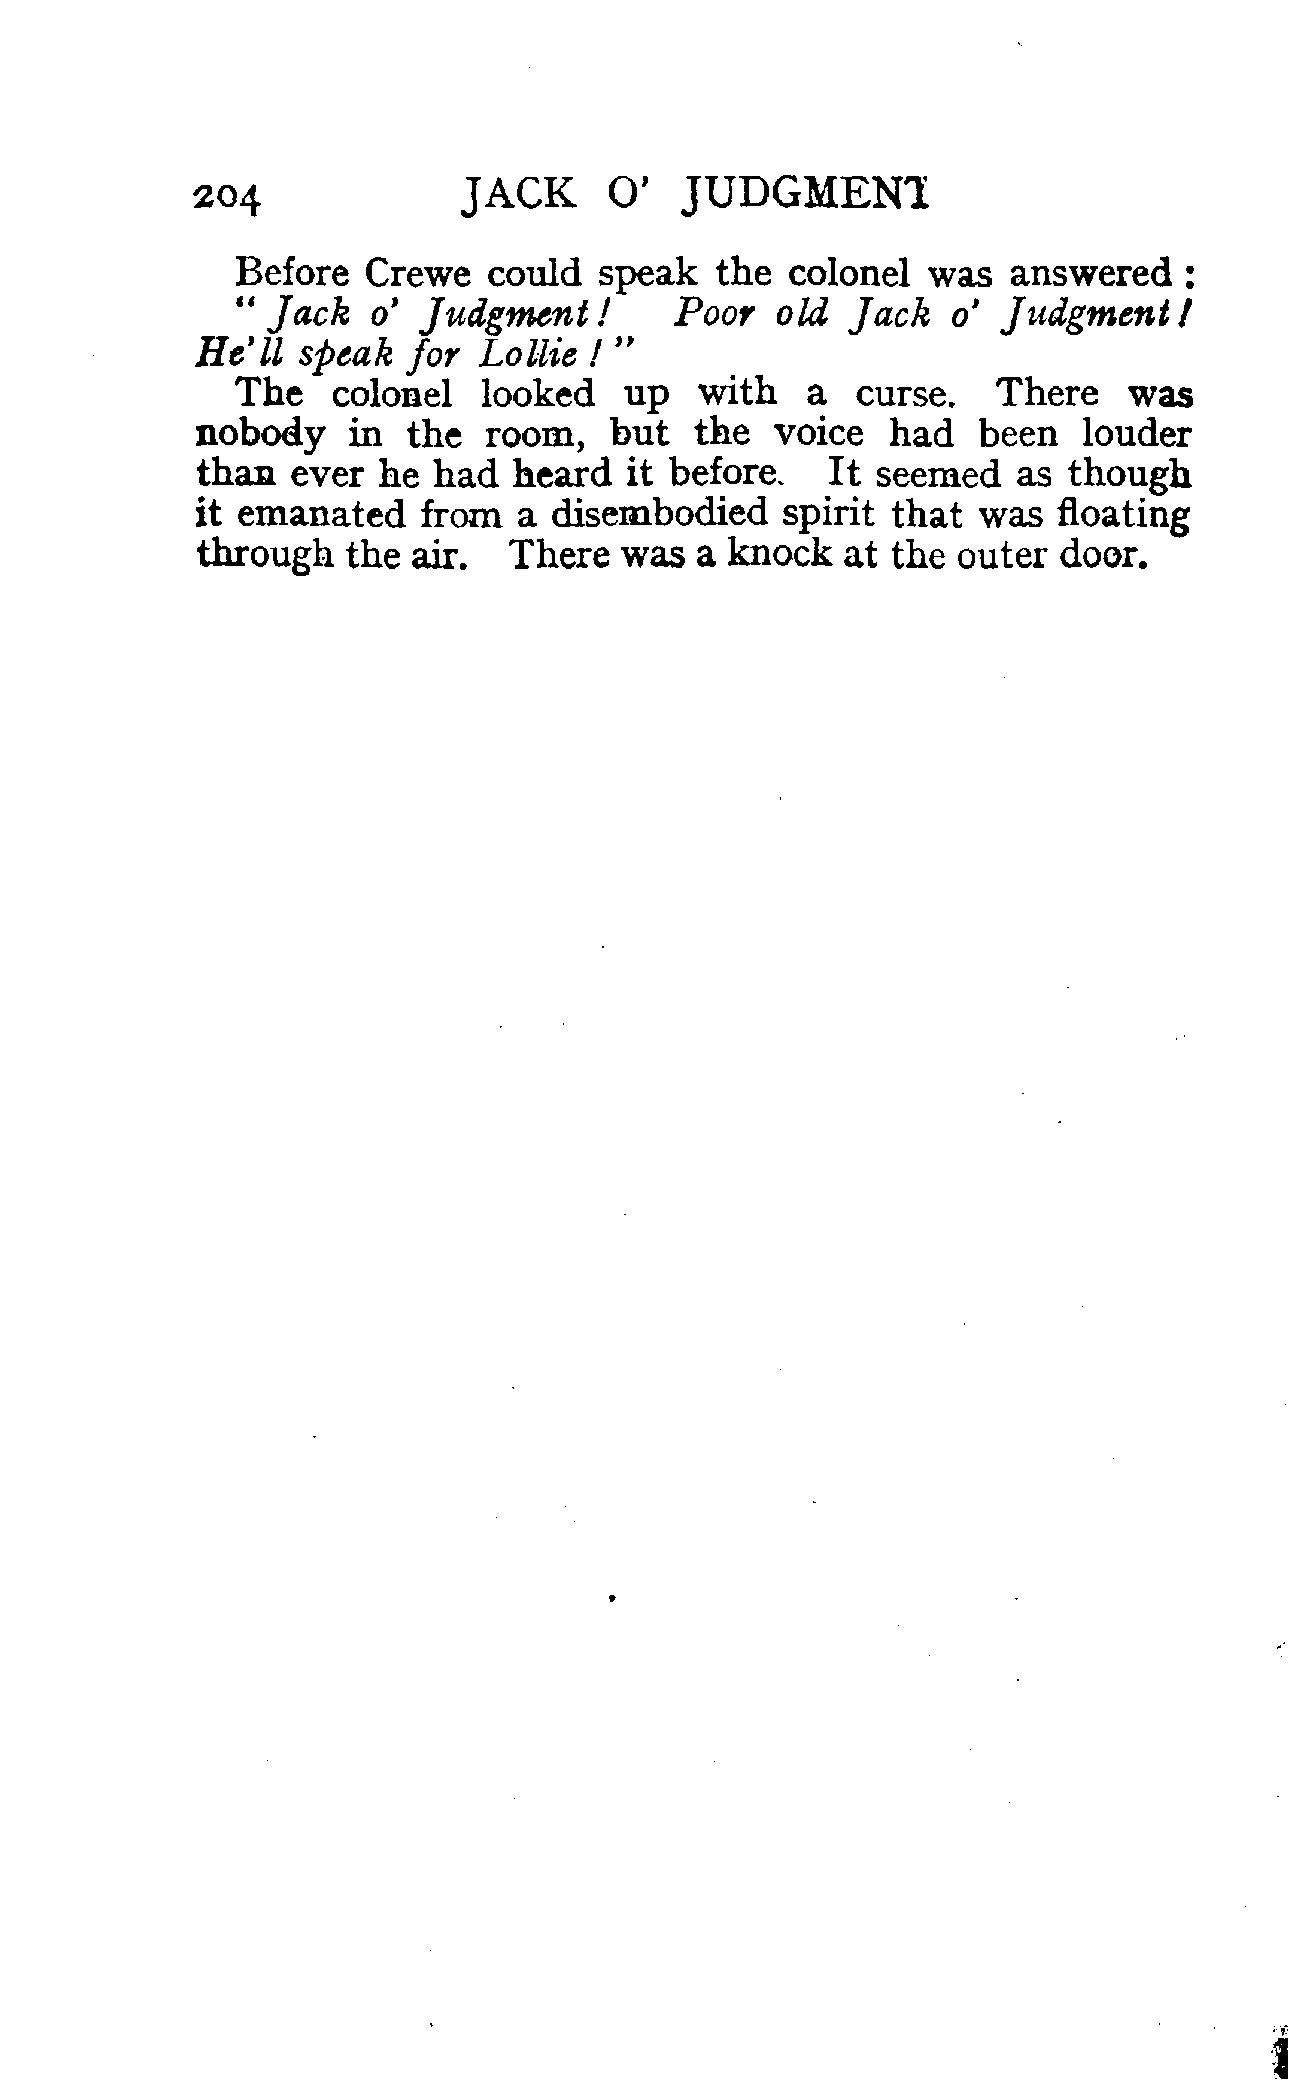 204 JACK O' JUDGMENT
Before Crewe could speak the colonel was answered :
“ Jack o' Judgment ! Poor old Jack o' Judgment !
He'll speak for Lollie ! ”
The colonel looked up with a curse. There was
nobody in the room, but the voice had been louder
than ever he had heard it before. It seemed as though
it emanated from a disembodied spirit that was floating
through the air. There was a knock at the outer door.